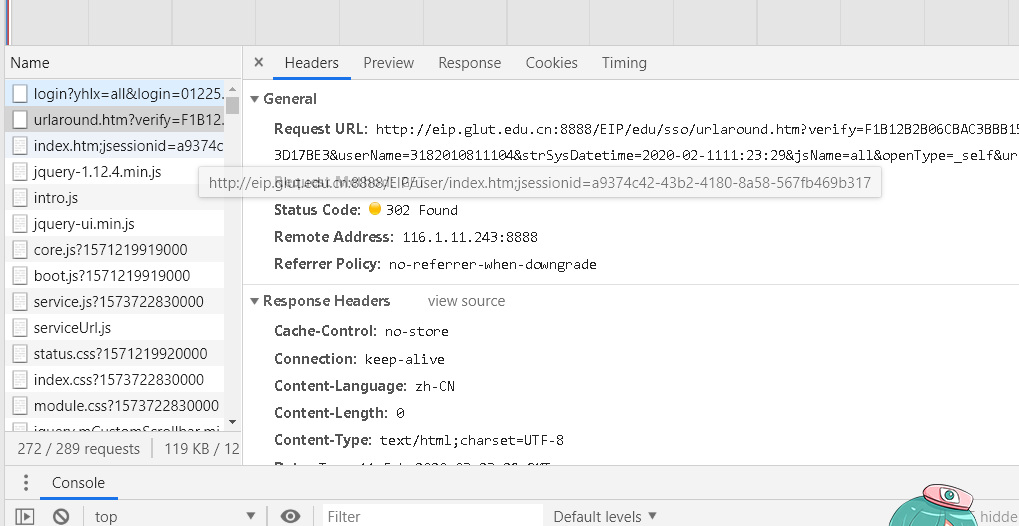 Name
login?yhlx=all&login=01225.
urlaround.htm?verify=F1B12.
index.htm;jsessionid=a9374c
jquery-1.12.4.min.js
intro.js
jquery-ui.min.js
core.js?1571219919000
boot.js?1571219919000
service.js?1573722830000
serviceUrl.js
status.css?1571219920000
index.css?1573722830000
module.css?1573722830000
jquery.mCustomScrollbar.mi
272 / 289 requests
119 KB / 12
Headers
Preview
Response
Cookies
Timing
General
Request URL: http://eip.glut.edu.cn:8888/EIP/edu/sso/urlaround.htm?verify=F1B12B2B06CBAC3BBB15
3D17BE3&userName=3182010811104&strSysDatetime=2020-02-1111:23:29&jsName=all&openType=_self&ur
http://eip.glut.edu.cn:8888/EIP/user/index.htm;jsessionid=a9374c42-43b2-4180-8a58-567fb469b317
Status Code: 302 Found
Remote Address: 116.1.11.243:8888
Referrer Policy: no-referrer-when-downgrade
Response Headers
view source
Cache-Control: no-store
Connection: keep-alive
Content-Language: zh-CN
Content-Length: 0
Content-Type: text/html;charset=UTF-8
Console
top
Filter
Default levels
hidde